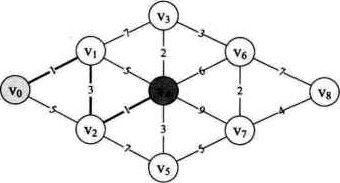 v₃
7 3
v₁ 2 v₆
1 5 6 7
v₀ 3 2 v₈
5 1 9 4
v₂ 3 v₇
7 5
v₅